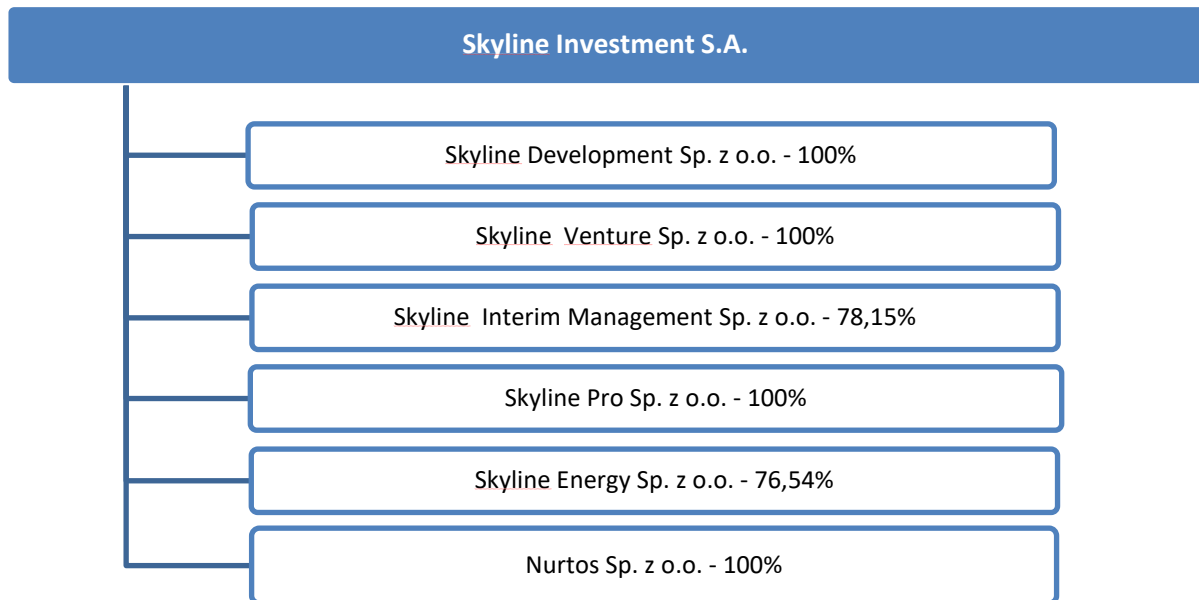 Skyline Investment S.A.
Skyline Development Sp. z o.o. - 100%
Skyline Venture Sp. z o.o. - 100%
Skyline Interim Management Sp. z o.o. - 78,15%
Skyline Pro Sp. z o.o. - 100%
Skyline Energy Sp. z o.o. - 76,54%
Nurtos Sp. z o.o. - 100%